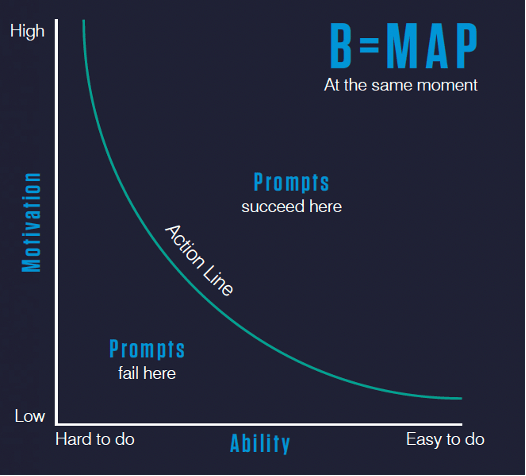 High
B=MAP
At the same moment
Motivation
Prompts
succeed here
Action Line
Prompts
fail here
Low
Hard to do
Ability
Easy to do